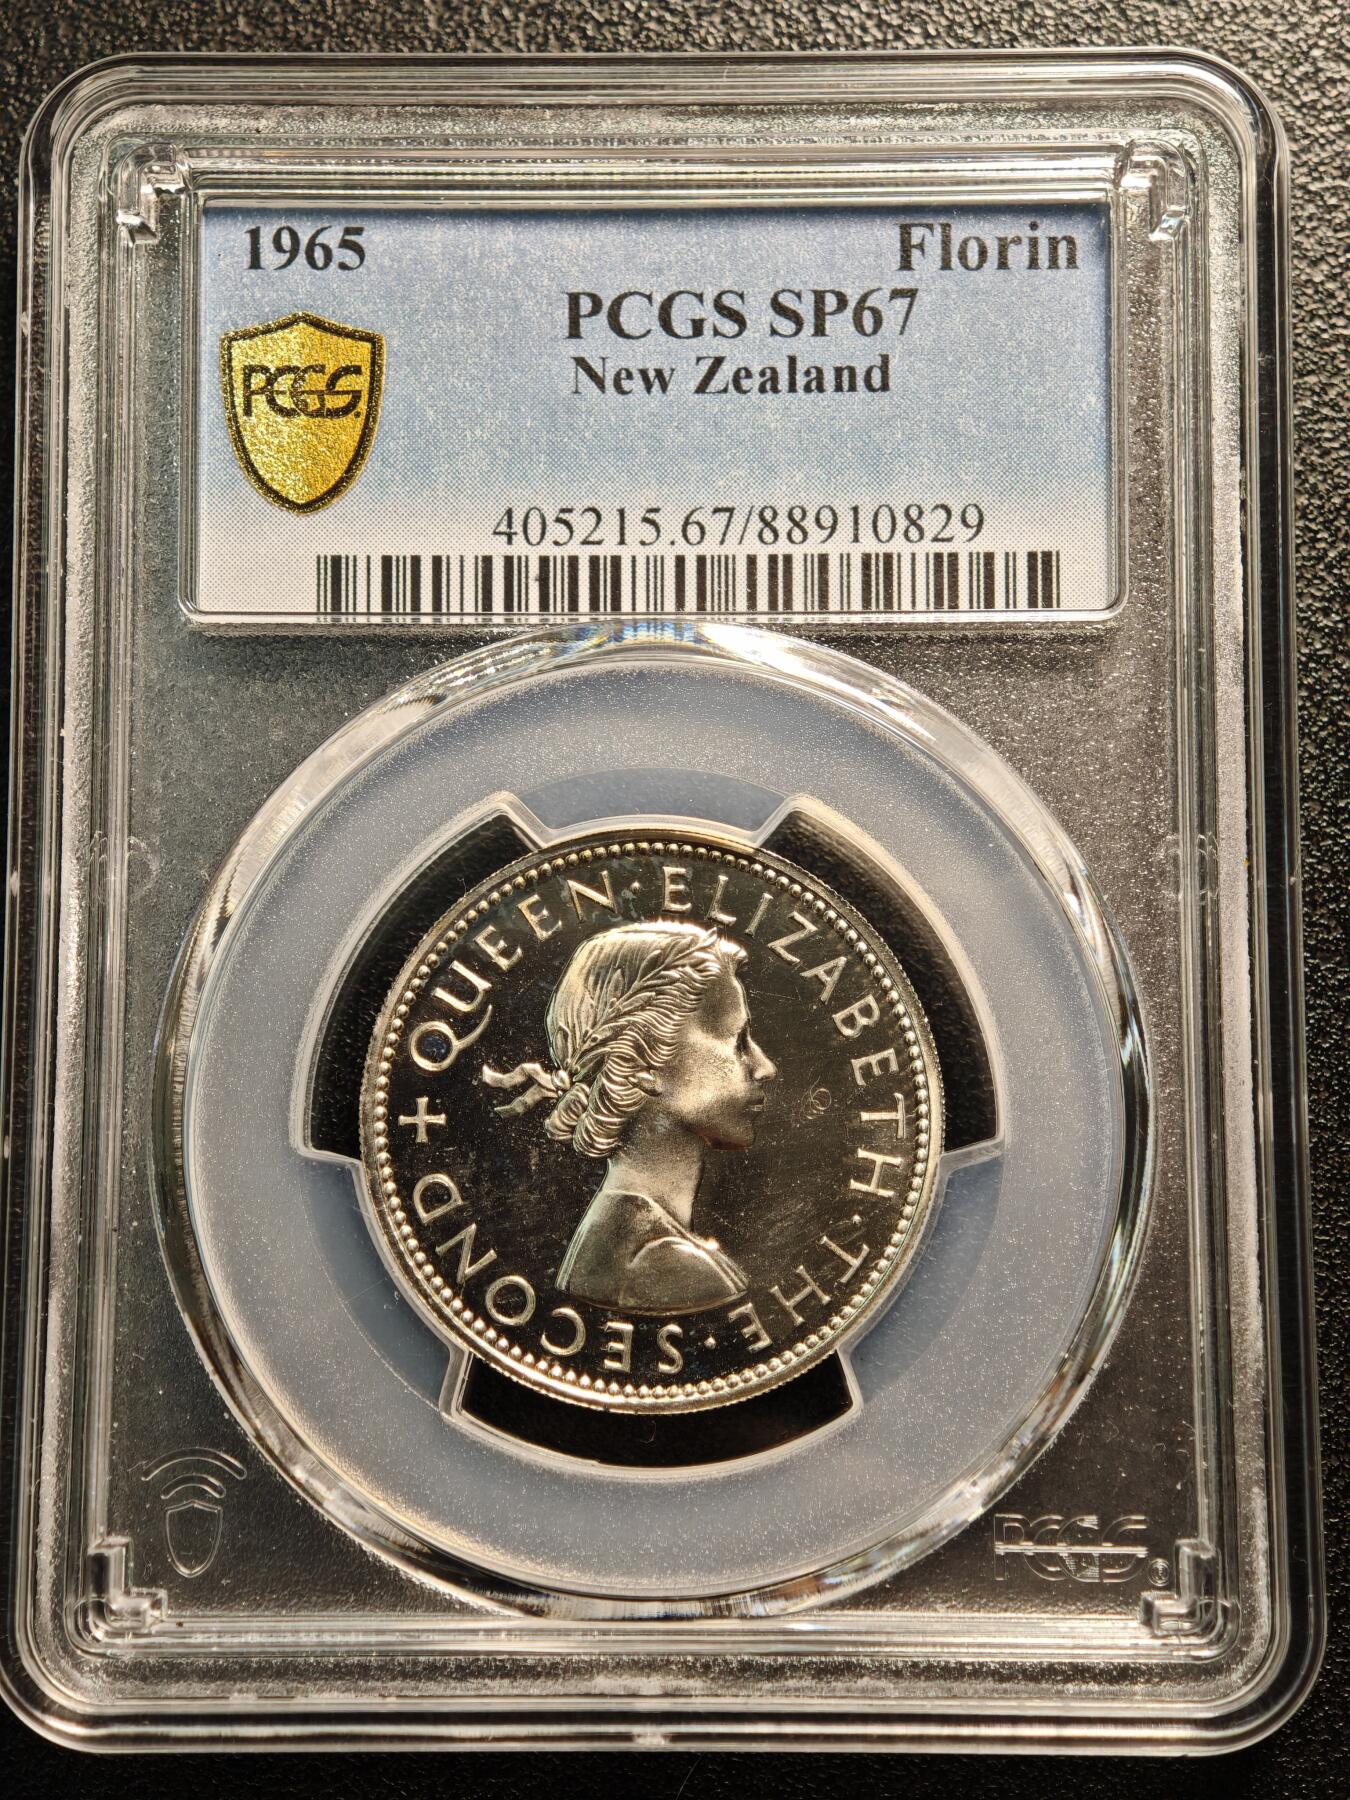 1965 Florin
PCGS SP67
New Zealand
PCGS
405215.67/88910829
+ QUEEN · ELIZABETH · THE · SECOND
PCGS ®